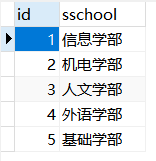 id sschool
1 信息学部
2 机电学部
3 人文学部
4 外语学部
5 基础学部